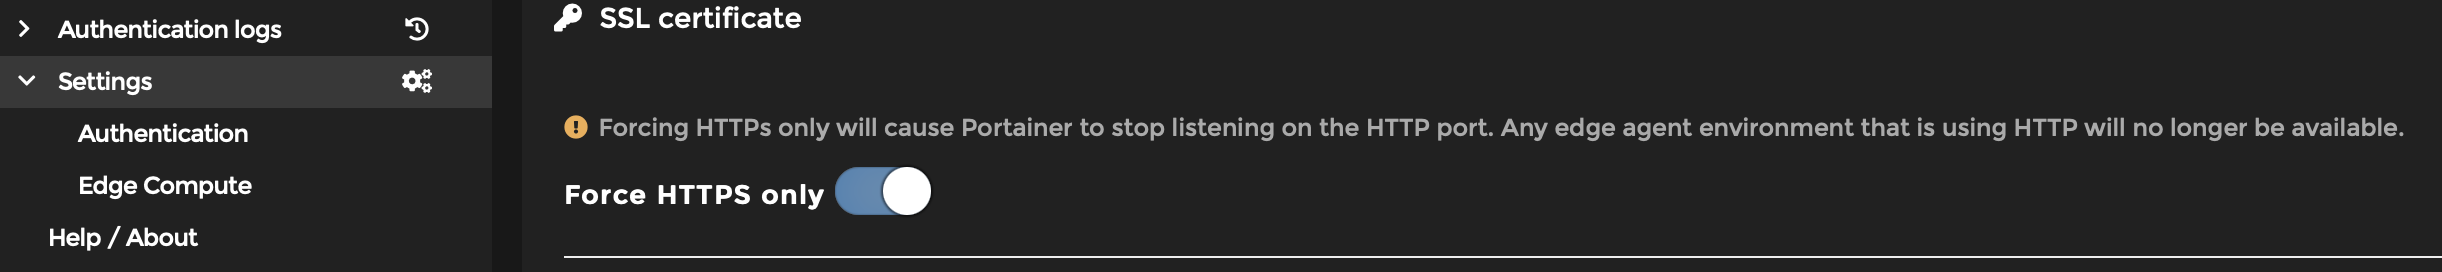 Authentication logs
Settings
Authentication
Edge Compute
Help / About
SSL certificate
Forcing HTTPs only will cause Portainer to stop listening on the HTTP port. Any edge agent environment that is using HTTP will no longer be available.
Force HTTPS only